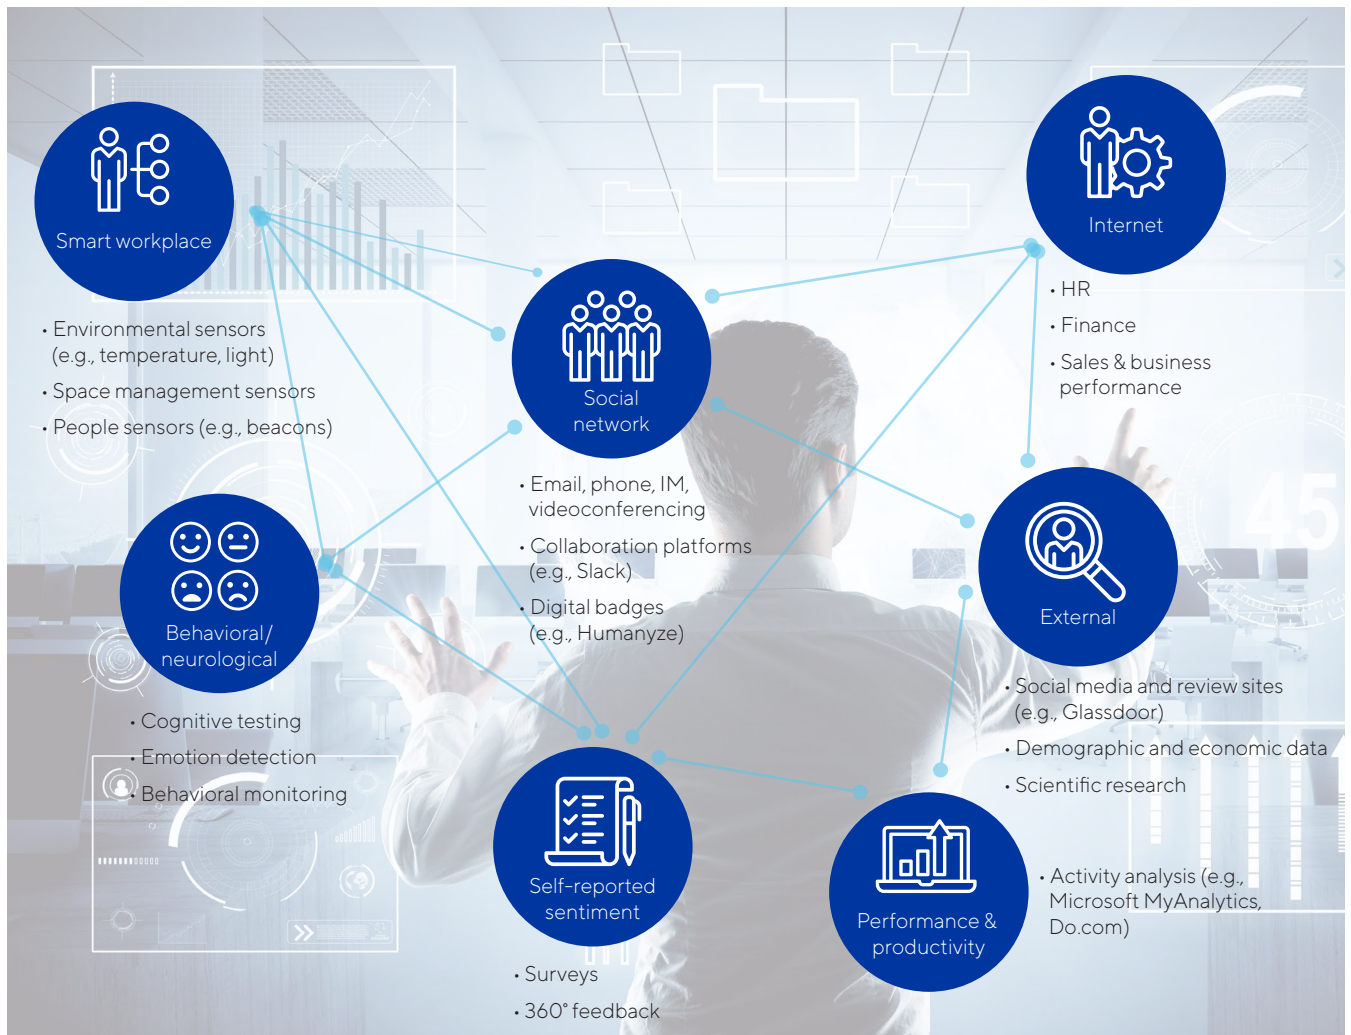 Smart workplace
• Environmental sensors
(e.g., temperature, light)
• Space management sensors
• People sensors (e.g., beacons)
Internet
• HR
• Finance
• Sales & business
performance
Social
network
• Email, phone, IM,
videoconferencing
• Collaboration platforms
(e.g., Slack)
• Digital badges
(e.g., Humanyze)
45
Behavioral/
neurological
• Cognitive testing
• Emotion detection
• Behavioral monitoring
External
• Social media and review sites
(e.g., Glassdoor)
• Demographic and economic data
• Scientific research
Self-reported
sentiment
• Surveys
• 360° feedback
Performance &
productivity
• Activity analysis (e.g.,
Microsoft MyAnalytics,
Do.com)